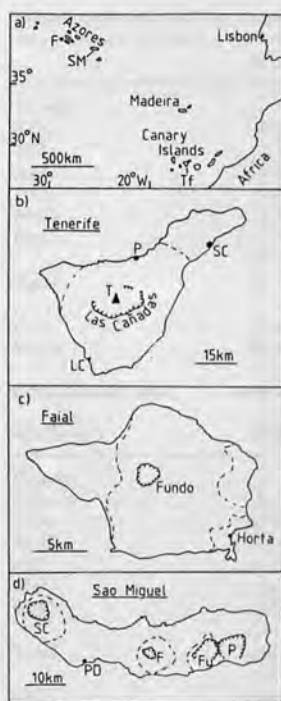 a)
Azores
F
SM
Lisbon
35°
Madeira
30°N
Canary
Islands
500km
Tf
Africa
30°
20°W
b)
Tenerife
P
SC
T
Las Cañadas
LC
15km
c)
Faial
Fundo
5km
Horta
d)
Sao Miguel
SC
F
Fu
P
PD
10km